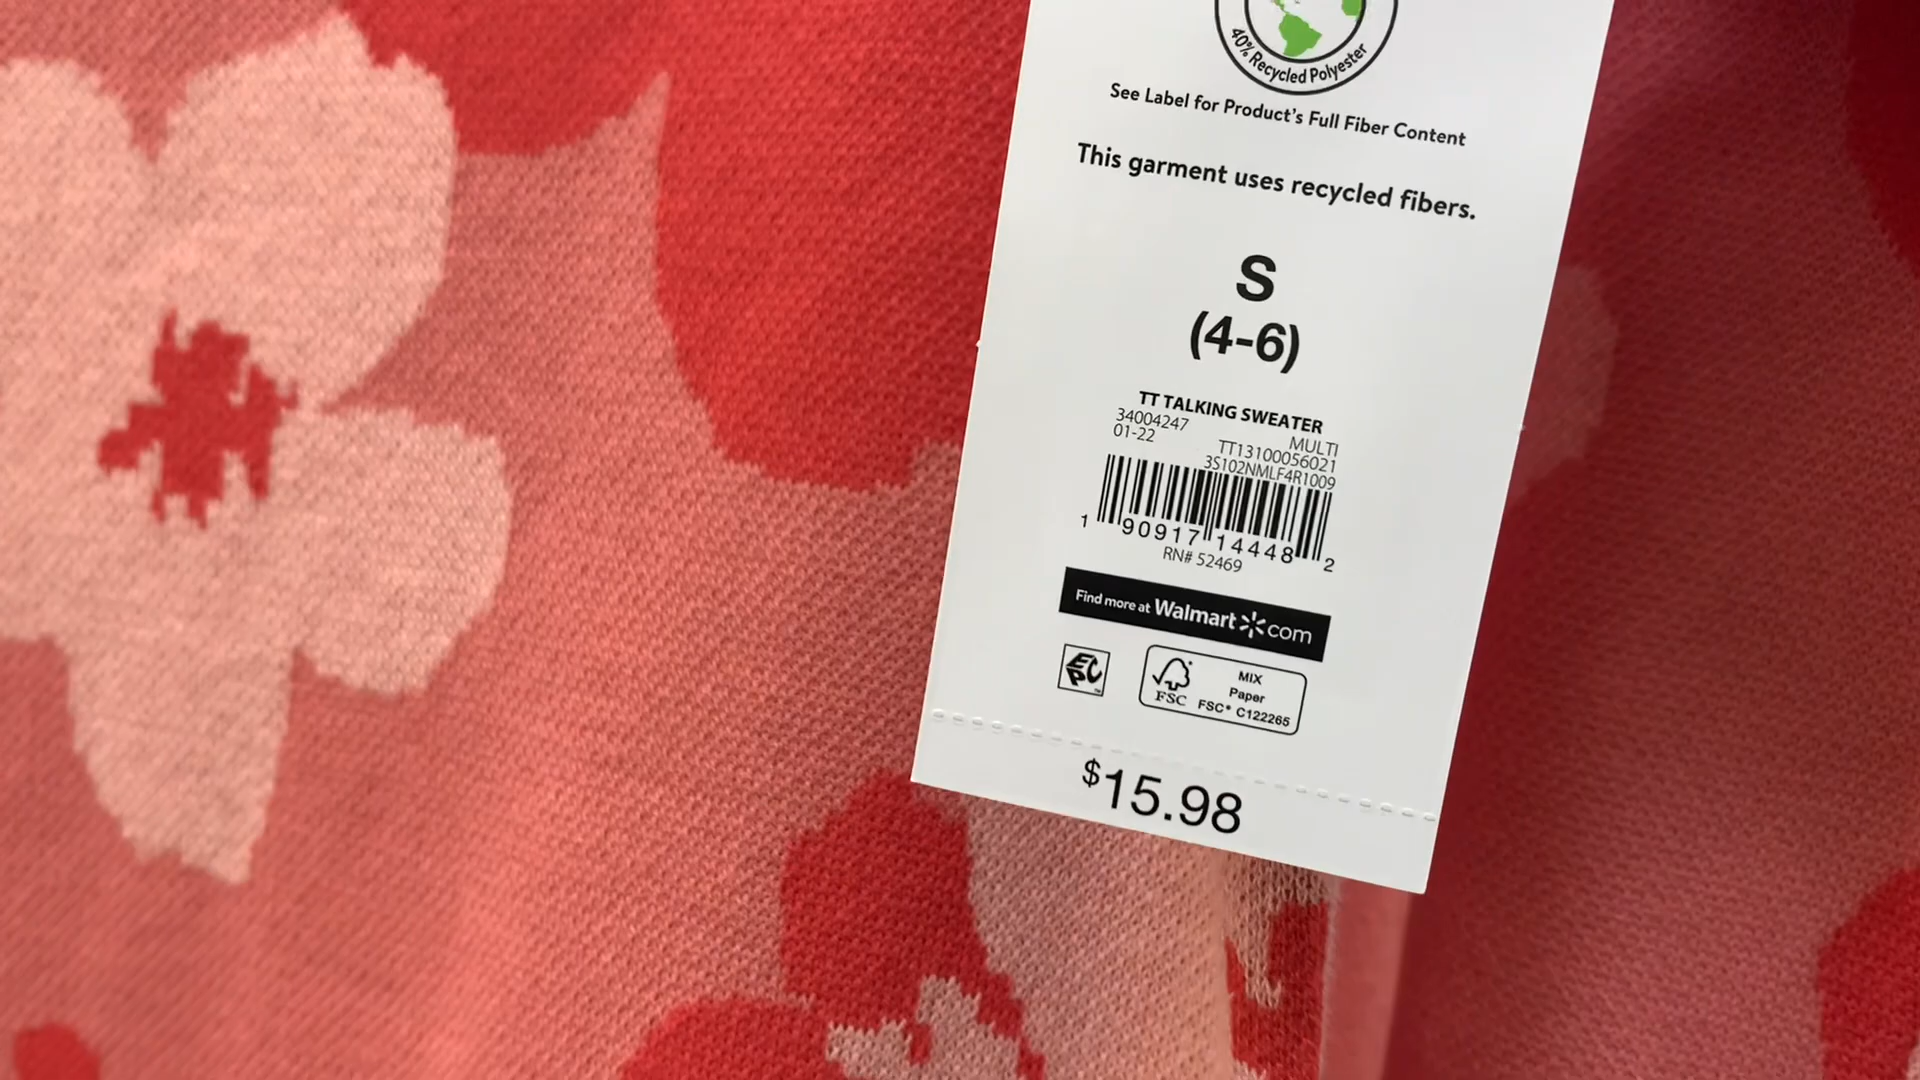 40% Recycled Polyester
See Label for Product's Full Fiber Content
This garment uses recycled fibers.
S
(4-6)
TT TALKING SWEATER
34004247 MULTI
01-22 TT13100056021
3S102NMLF4R1009
1 90917 14448 2
RN# 52469
Find more at Walmart com
EPC™
FSC MIX
Paper
FSC® C122265
$15.98